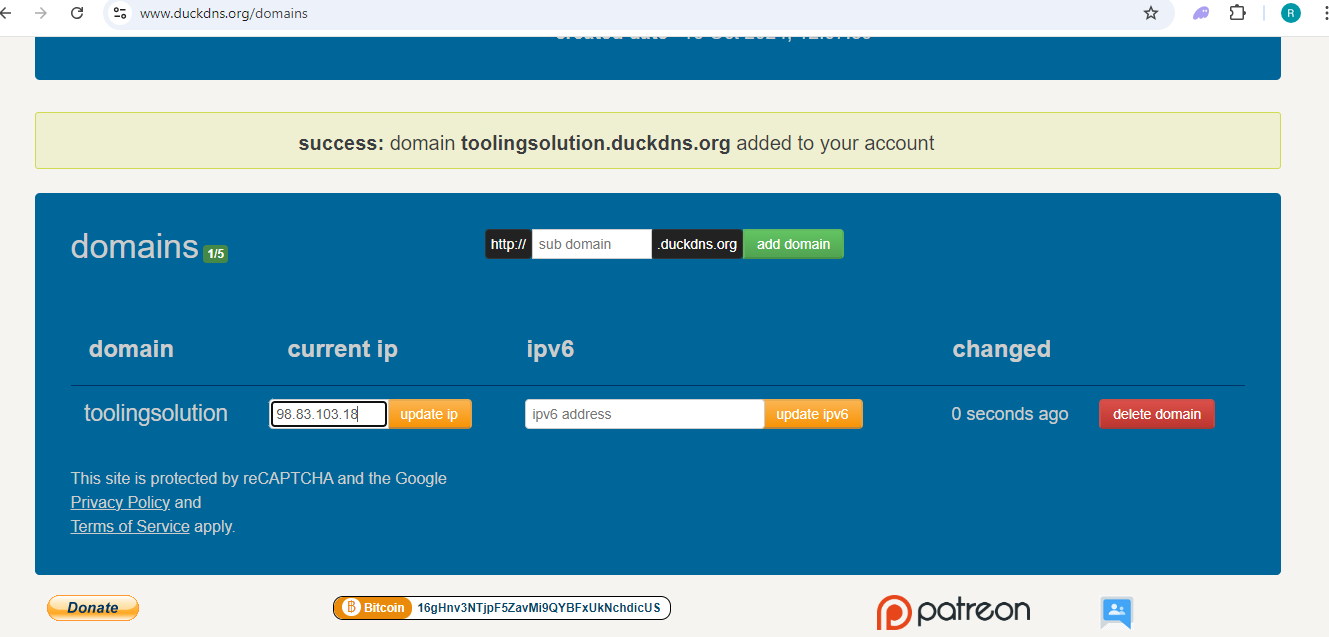 www.duckdns.org/domains
R
success: domain toolingsolution.duckdns.org added to your account
domains 1/5
http:// sub domain .duckdns.org add domain
domain current ip ipv6 changed
toolingsolution 98.83.103.18 update ip ipv6 address update ipv6 0 seconds ago delete domain
This site is protected by reCAPTCHA and the Google
Privacy Policy and
Terms of Service apply.
Donate Bitcoin 16gHnv3NTjpF5ZavMi9QYBFxUkNchdicUS patreon